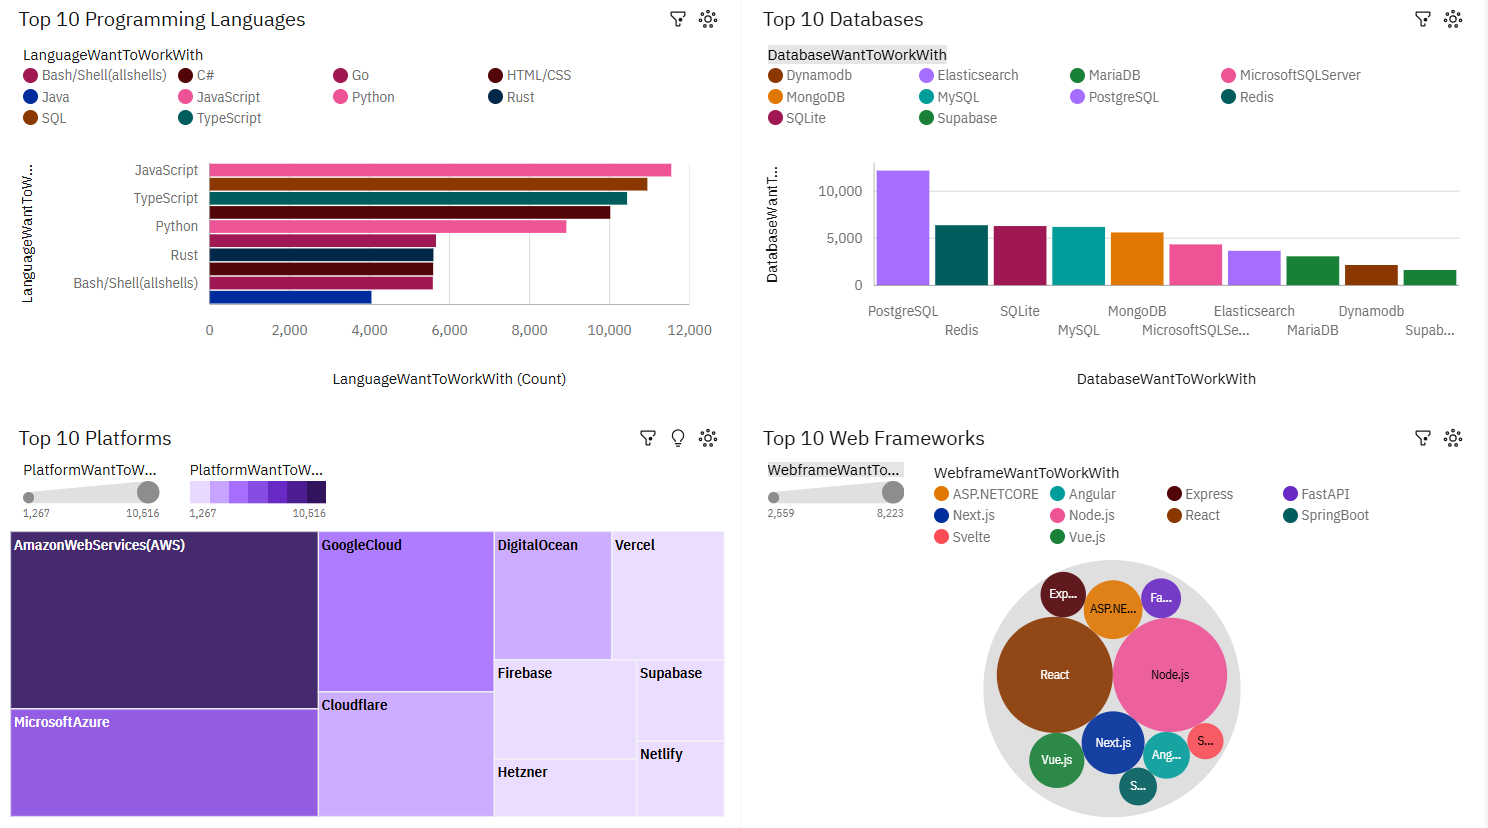 Top 10 Programming Languages
LanguageWantToWorkWith
Bash/Shell(allshells) C# Go HTML/CSS
Java JavaScript Python Rust
SQL TypeScript
LanguageWantToW...
JavaScript
TypeScript
Python
Rust
Bash/Shell(allshells)
0 2,000 4,000 6,000 8,000 10,000 12,000
LanguageWantToWorkWith (Count)
Top 10 Databases
DatabaseWantToWorkWith
Dynamodb Elasticsearch MariaDB MicrosoftSQLServer
MongoDB MySQL PostgreSQL Redis
SQLite Supabase
DatabaseWantT...
10,000
5,000
0
PostgreSQL SQLite MongoDB Elasticsearch Dynamodb
Redis MySQL MicrosoftSQLSe... MariaDB Supab...
DatabaseWantToWorkWith
Top 10 Platforms
PlatformWantToW... PlatformWantToW...
1,267 10,516 1,267 10,516
AmazonWebServices(AWS) GoogleCloud DigitalOcean Vercel
Firebase Supabase
Cloudflare
MicrosoftAzure
Netlify
Hetzner
Top 10 Web Frameworks
WebframeWantTo... WebframeWantToWorkWith
2,559 8,223
ASP.NETCORE Angular Express FastAPI
Next.js Node.js React SpringBoot
Svelte Vue.js
Exp... ASP.NE... Fa...
React Node.js
Next.js S...
Vue.js Ang...
S...